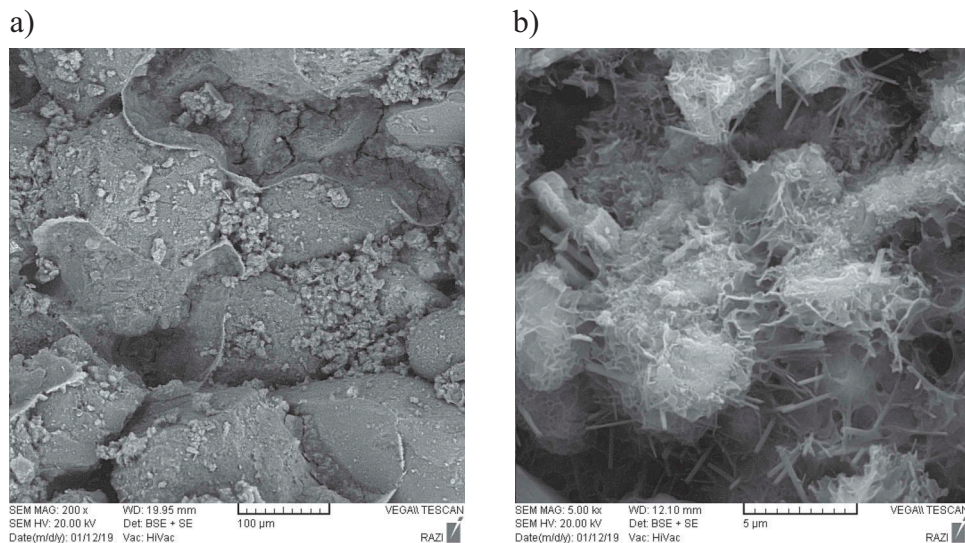 a)
b)
SEM MAG: 200 x WD: 19.95 mm VEGA\\ TESCAN
SEM HV: 20.00 kV Det: BSE + SE 100 µm
Date(m/d/y): 01/12/19 Vac: HiVac RAZI
SEM MAG: 5.00 kx WD: 12.10 mm VEGA\\ TESCAN
SEM HV: 20.00 kV Det: BSE + SE 5 µm
Date(m/d/y): 01/12/19 Vac: HiVac RAZI